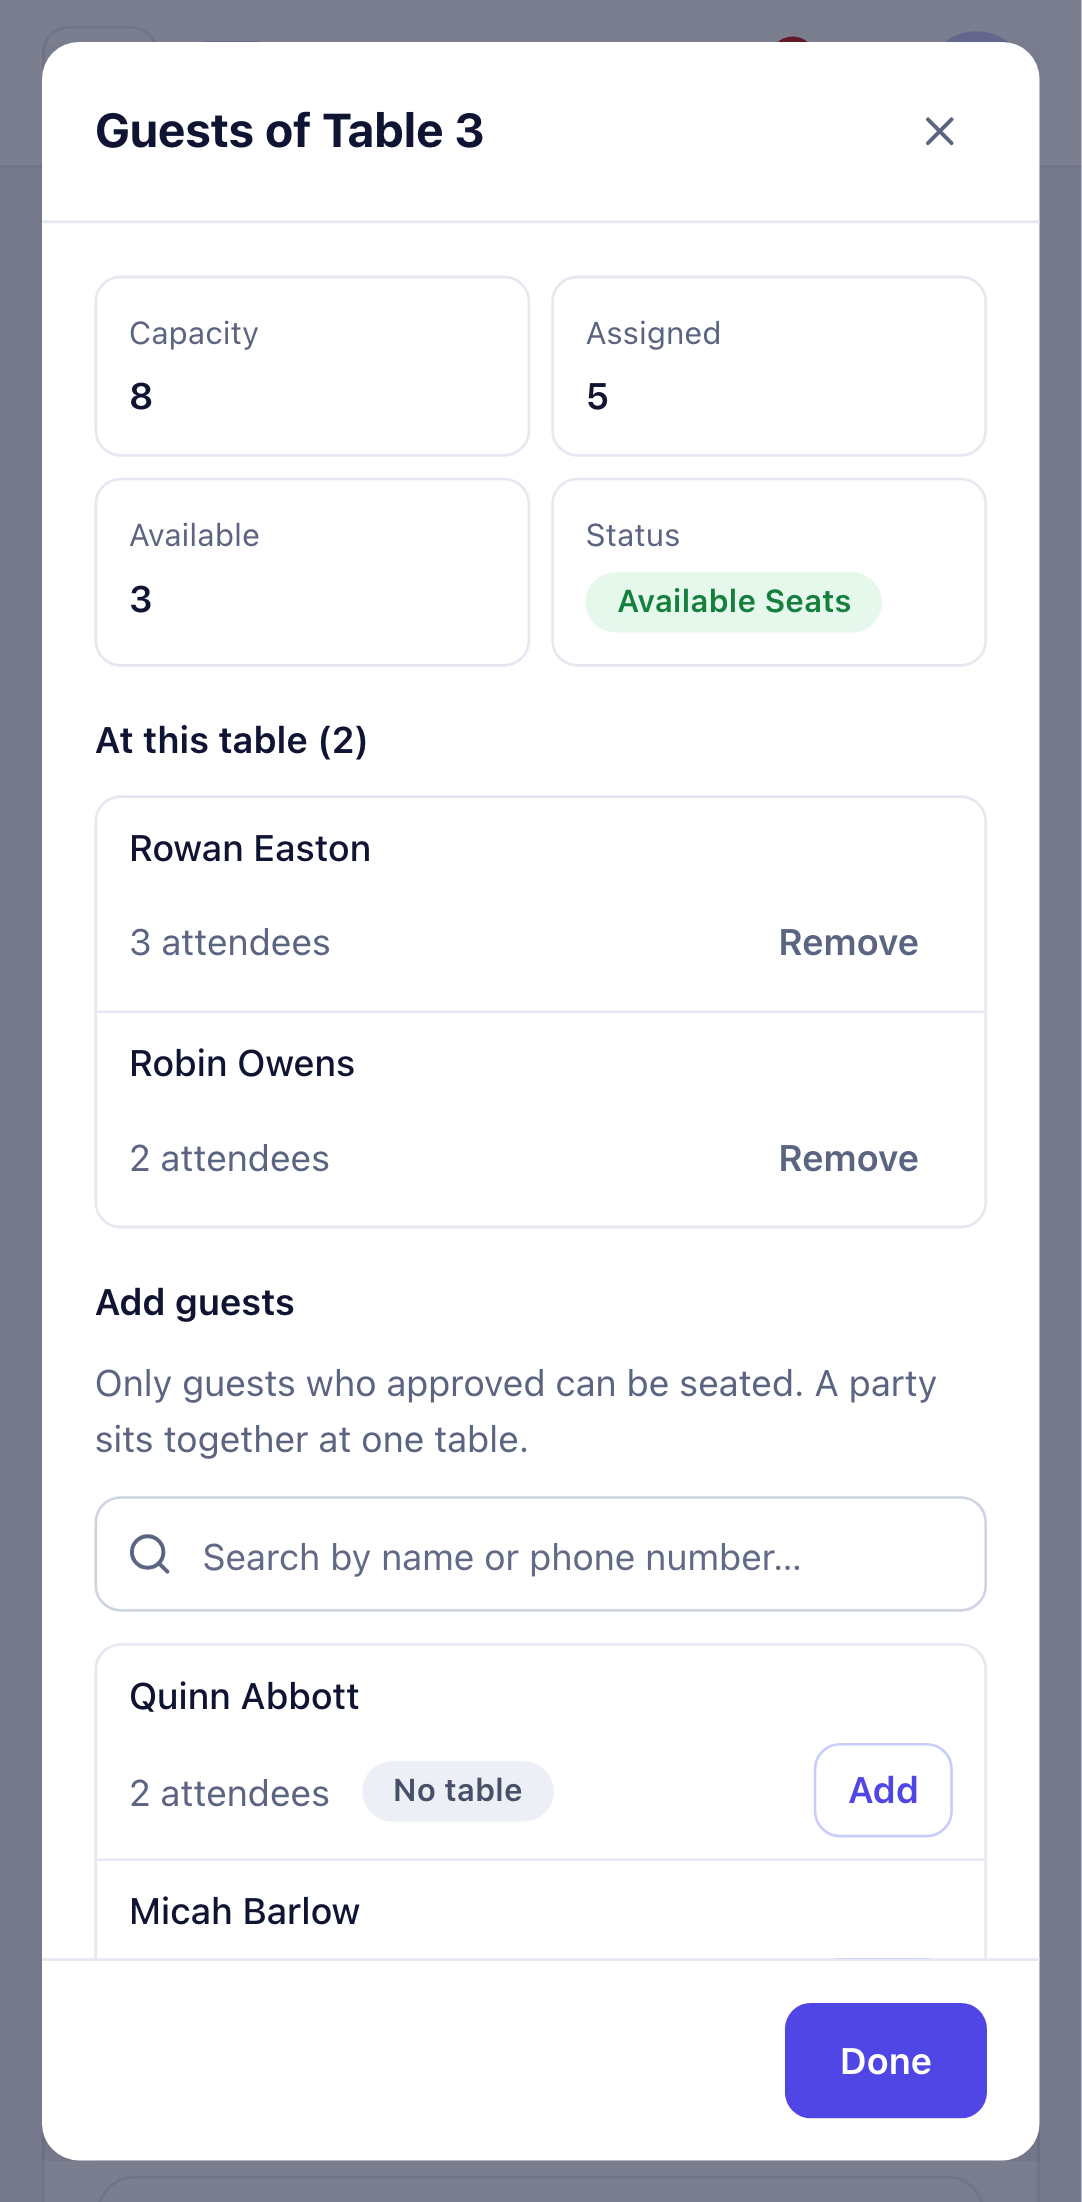 Guests of Table 3
Capacity
8
Assigned
5
Available
3
Status
Available Seats
At this table (2)
Rowan Easton
3 attendees
Remove
Robin Owens
2 attendees
Remove
Add guests
Only guests who approved can be seated. A party
sits together at one table.
Search by name or phone number...
Quinn Abbott
2 attendees
No table
Add
Micah Barlow
Done